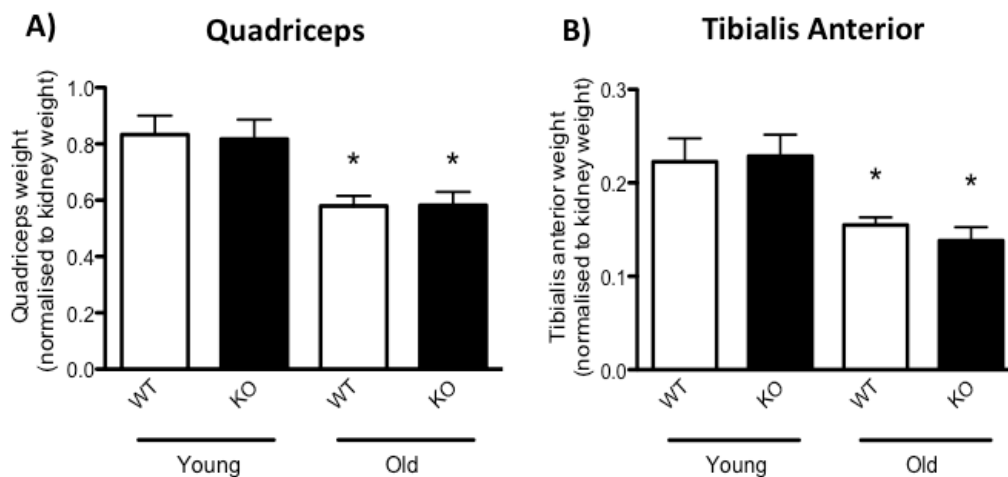 A)
Quadriceps
Quadriceps weight
(normalised to kidney weight)
1.0
0.8
0.6
0.4
0.2
0.0
*
*
WT
KO
WT
KO
Young
Old
B)
Tibialis Anterior
Tibialis anterior weight
(normalised to kidney weight)
0.3
0.2
0.1
0.0
*
*
WT
KO
WT
KO
Young
Old